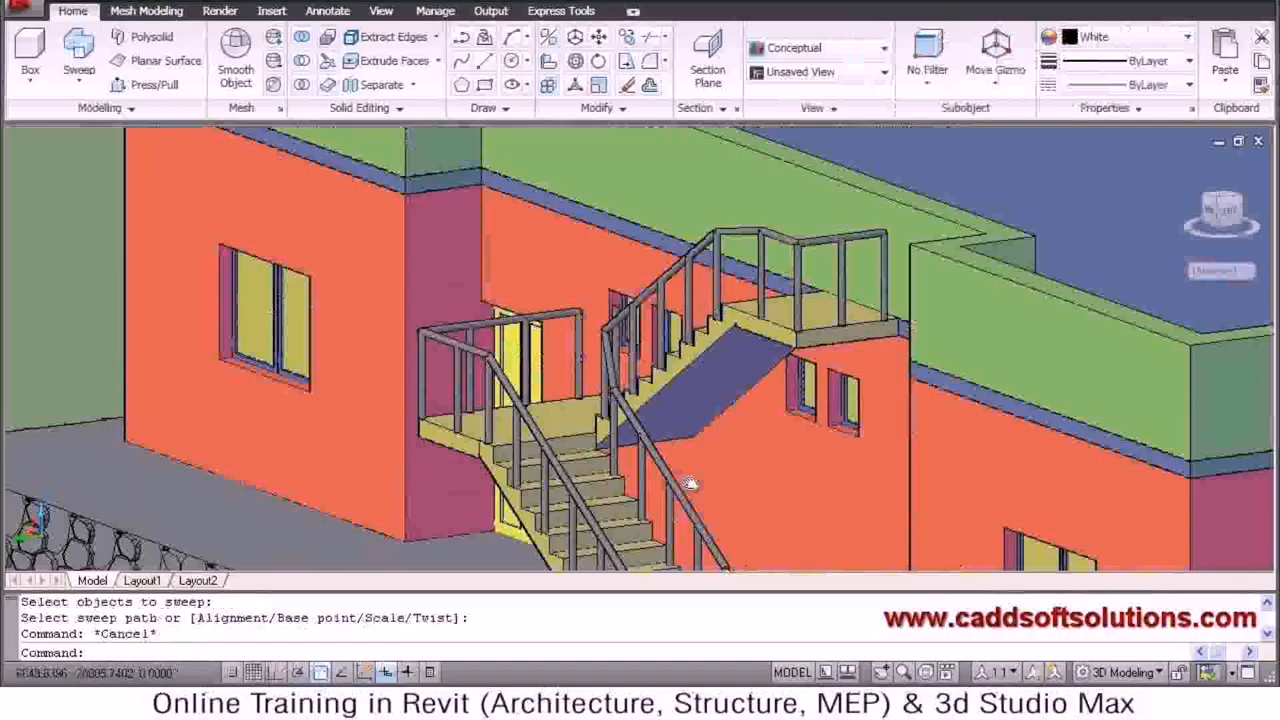 Home Mesh Modeling Render Insert Annotate View Manage Output Express Tools
Polysolid Extract Edges Conceptual White
Planar Surface Extrude Faces Unsaved View ByLayer
Box Sweep Press/Pull Smooth Object Separate Section Plane No Filter Move Gizmo ByLayer Paste
Modeling Mesh Solid Editing Draw Modify Section View Subobject Properties Clipboard
Model Layout1 Layout2
Select objects to sweep:
Select sweep path or [Alignment/Base point/Scale/Twist]:
Command: *Cancel*
Command:
www.caddsoftsolutions.com
MODEL 1:1 3D Modeling
Online Training in Revit (Architecture, Structure, MEP) & 3d Studio Max